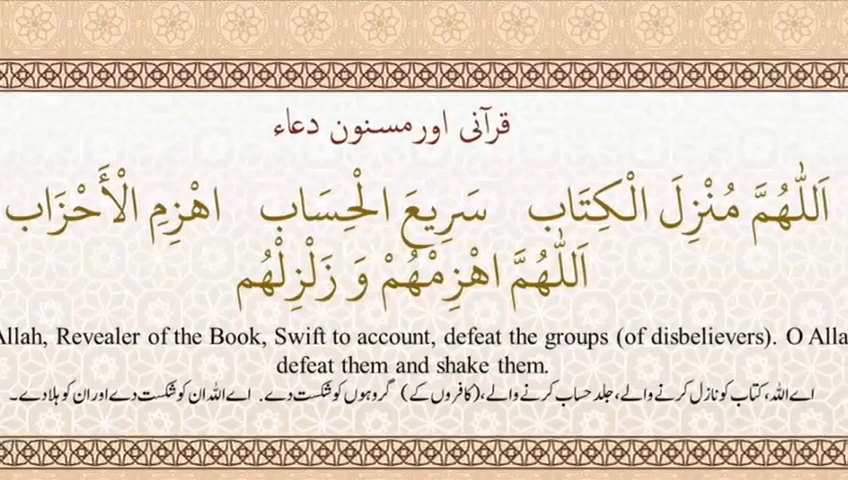 قرآنی اور مسنون دعاء
اَللّٰهُمَّ مُنْزِلَ الْكِتَابِ سَرِيعَ الْحِسَابِ اهْزِمِ الْأَحْزَابَ
اَللّٰهُمَّ اهْزِمْهُمْ وَ زَلْزِلْهُم
Allah, Revealer of the Book, Swift to account, defeat the groups (of disbelievers). O Alla
defeat them and shake them.
اے اللہ، کتاب کو نازل کرنے والے، جلد حساب کرنے والے، (کافروں کے) گروہوں کو شکست دے. اے اللہ ان کو شکست دے اور ان کو ہلا دے۔